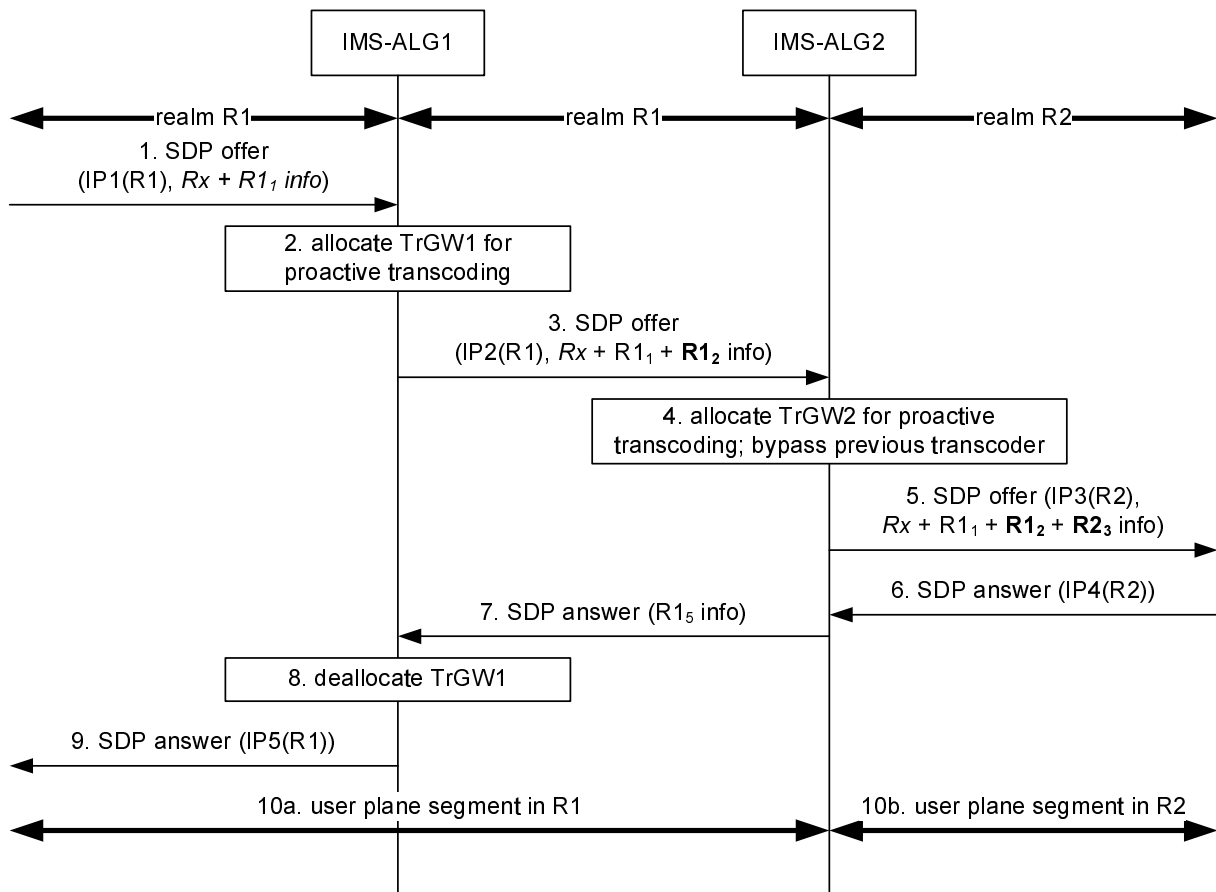 IMS-ALG1
IMS-ALG2
realm R1
realm R1
realm R2
1. SDP offer
(IP1(R1), Rx + R1₁ info)
2. allocate TrGW1 for
proactive transcoding
3. SDP offer
(IP2(R1), Rx + R1₁ + R1₂ info)
4. allocate TrGW2 for proactive
transcoding; bypass previous transcoder
5. SDP offer (IP3(R2),
Rx + R1₁ + R1₂ + R2₃ info)
6. SDP answer (IP4(R2))
7. SDP answer (R1₅ info)
8. deallocate TrGW1
9. SDP answer (IP5(R1))
10a. user plane segment in R1
10b. user plane segment in R2